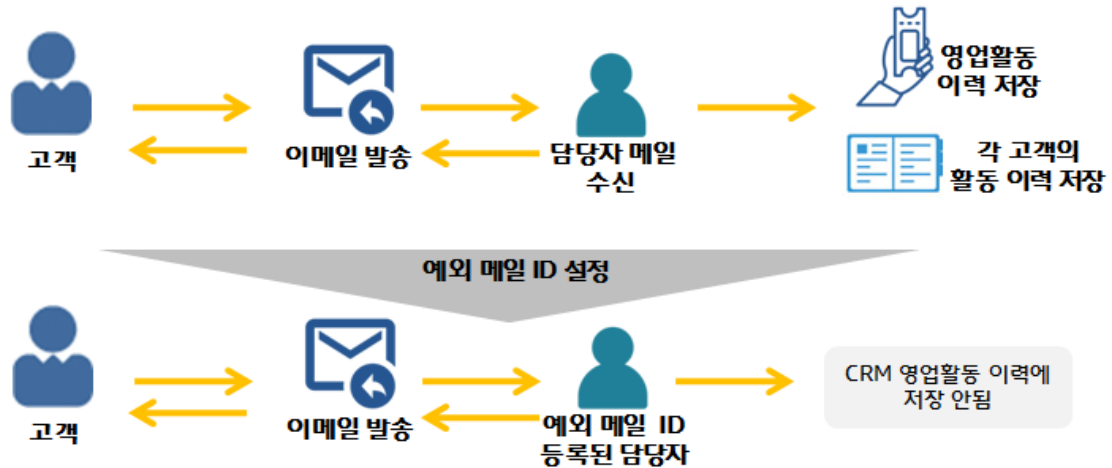 영업활동
이력 저장
고객
이메일 발송
담당자 메일
수신
각 고객의
활동 이력 저장
예외 메일 ID 설정
고객
이메일 발송
예외 메일 ID
등록된 담당자
CRM 영업활동 이력에
저장 안됨